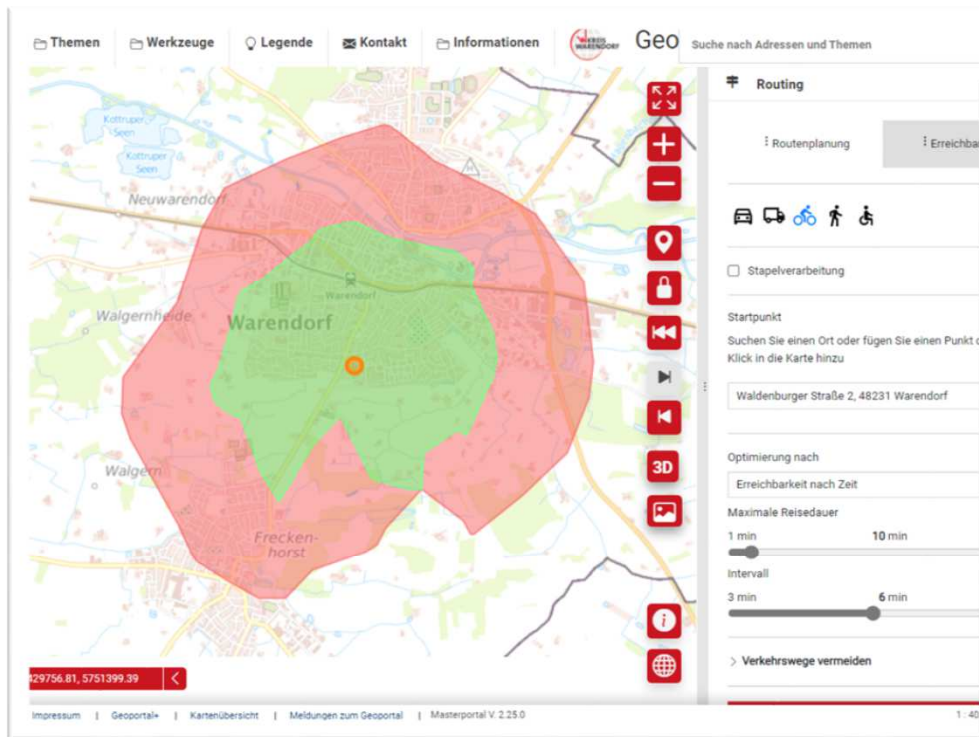 Themen
Werkzeuge
Legende
Kontakt
Informationen
KREIS
WARENDORF
Geo
Suche nach Adressen und Themen
Kottruper
Seen
Kottruper
Seen
Neuwarendorf
Warendorf
Walgernheide
Warendorf
Walgern
Frecken-
horst
3D
429756.81, 5751399.39
Routing
Routenplanung
Erreichbar
Stapelverarbeitung
Startpunkt
Suchen Sie einen Ort oder fügen Sie einen Punkt
Klick in die Karte hinzu
Waldenburger Straße 2, 48231 Warendorf
Optimierung nach
Erreichbarkeit nach Zeit
Maximale Reisedauer
1 min 10 min
Intervall
3 min 6 min
Verkehrswege vermeiden
Impressum | Geoportal+ | Kartenübersicht | Meldungen zum Geoportal | Masterportal V. 2.25.0
1 : 40